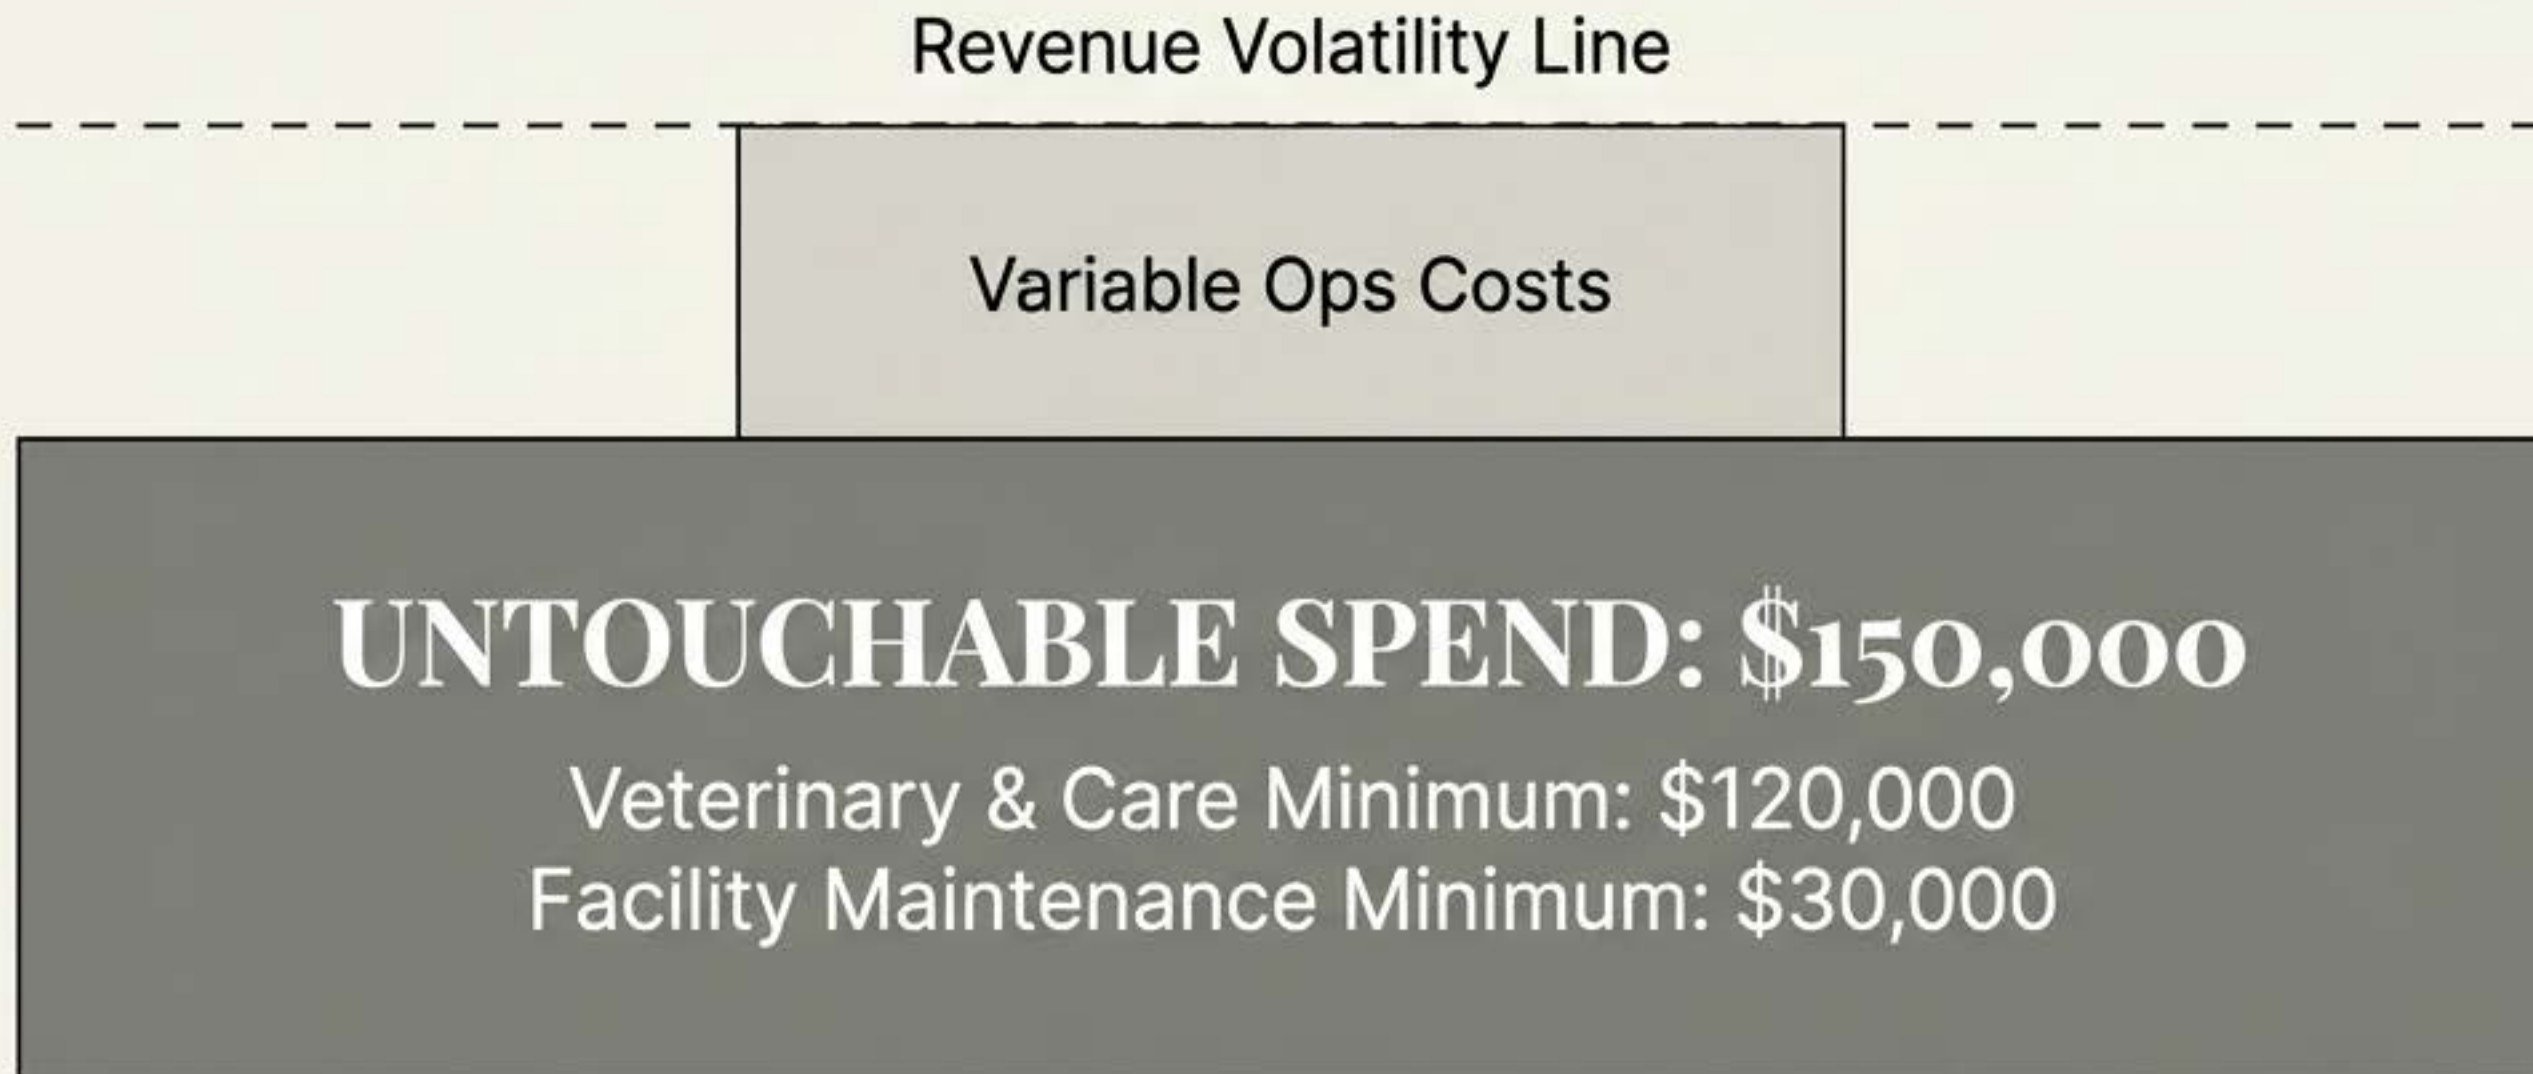 Revenue Volatility Line
Variable Ops Costs
UNTOUCHABLE SPEND: $150,000
Veterinary & Care Minimum: $120,000
Facility Maintenance Minimum: $30,000